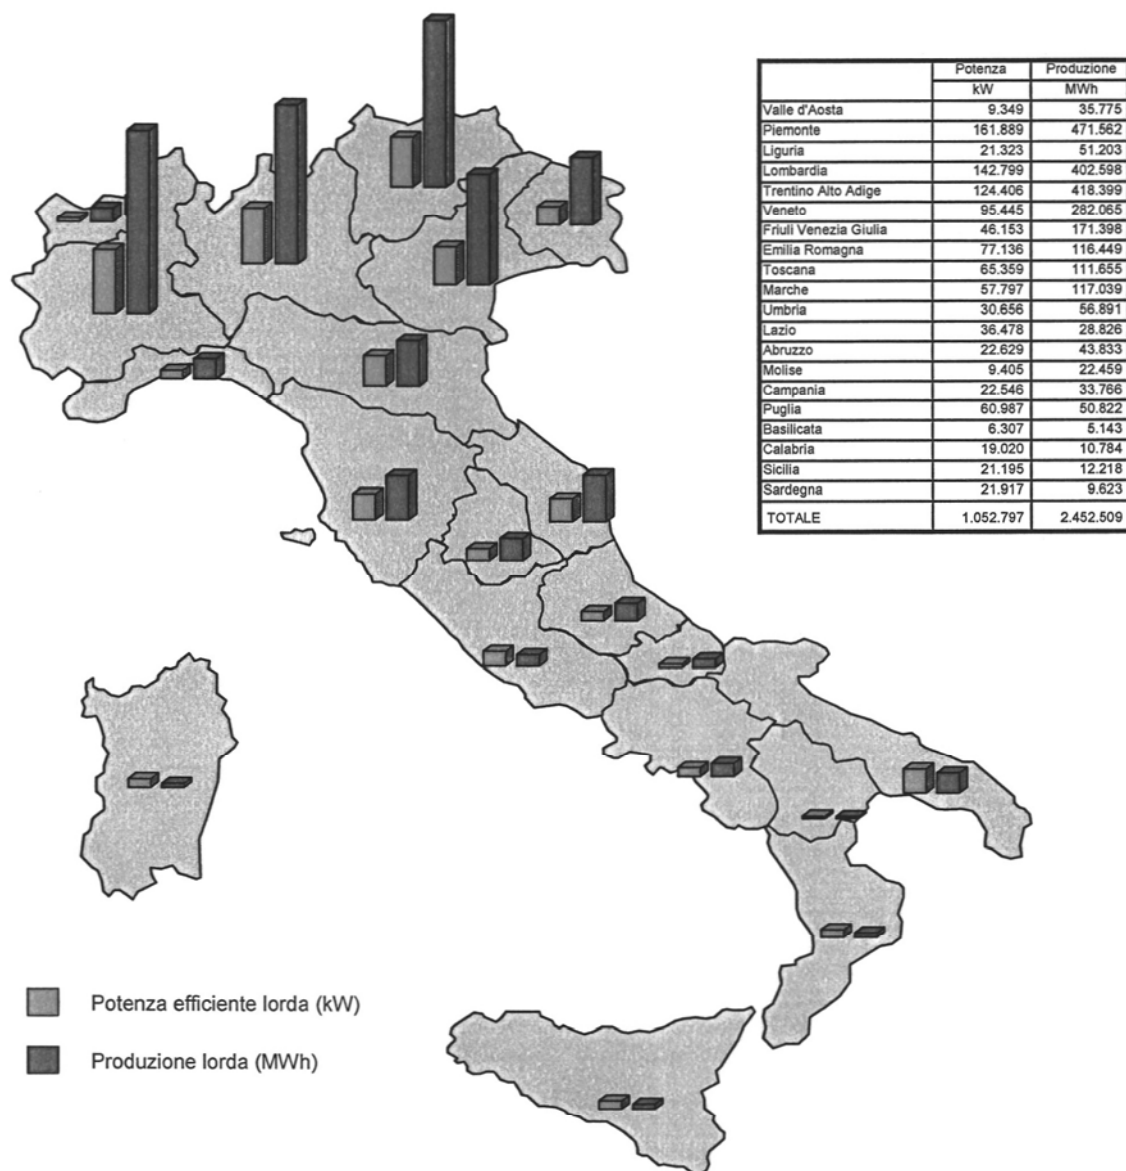 Potenza Produzione
kW MWh
Valle d'Aosta 9.349 35.775
Piemonte 161.889 471.562
Liguria 21.323 51.203
Lombardia 142.799 402.598
Trentino Alto Adige 124.406 418.399
Veneto 95.445 282.065
Friuli Venezia Giulia 46.153 171.398
Emilia Romagna 77.136 116.449
Toscana 65.359 111.655
Marche 57.797 117.039
Umbria 30.656 56.891
Lazio 36.478 28.826
Abruzzo 22.629 43.833
Molise 9.405 22.459
Campania 22.546 33.766
Puglia 60.987 50.822
Basilicata 6.307 5.143
Calabria 19.020 10.784
Sicilia 21.195 12.218
Sardegna 21.917 9.623
TOTALE 1.052.797 2.452.509
Potenza efficiente lorda (kW)
Produzione lorda (MWh)